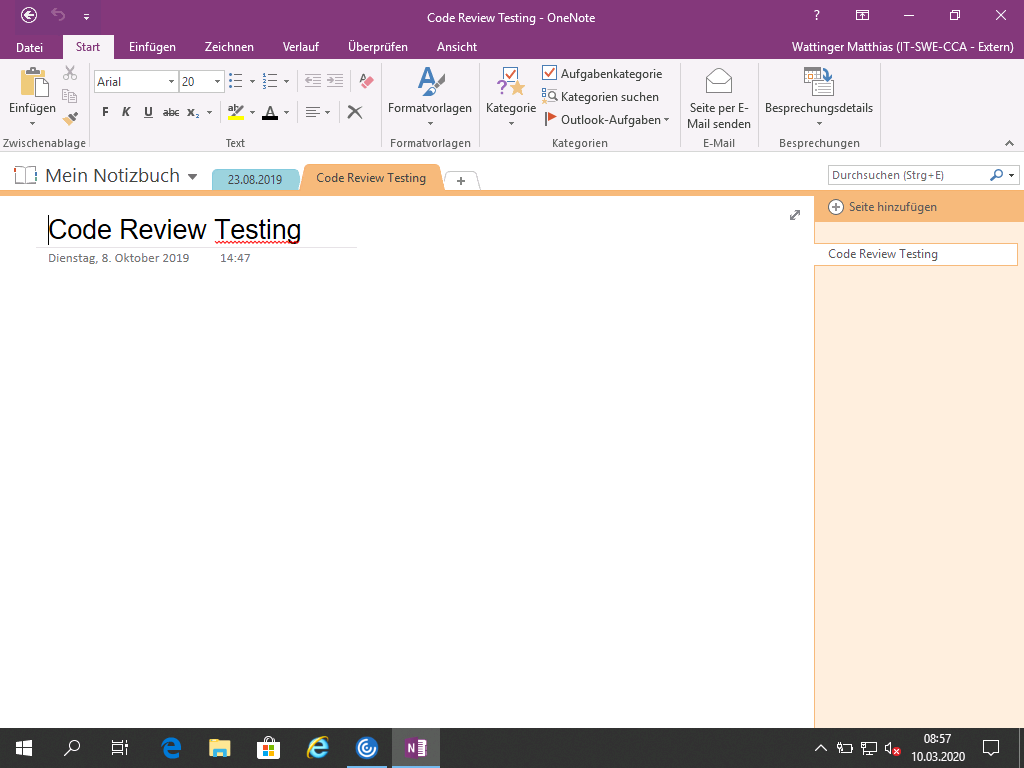 Code Review Testing - OneNote
?
Datei Start Einfügen Zeichnen Verlauf Überprüfen Ansicht Wattinger Matthias (IT-SWE-CCA - Extern)
Einfügen
Zwischenablage
Arial 20
F K U abc x₂ ab A
Text
A
Formatvorlagen
Formatvorlagen
Kategorie
Aufgabenkategorie
Kategorien suchen
Outlook-Aufgaben
Kategorien
Seite per E-
Mail senden
E-Mail
Besprechungsdetails
Besprechungen
Mein Notizbuch 23.08.2019 Code Review Testing + Durchsuchen (Strg+E)
Seite hinzufügen
Code Review Testing
Code Review Testing
Dienstag, 8. Oktober 2019 14:47
N
08:57
10.03.2020